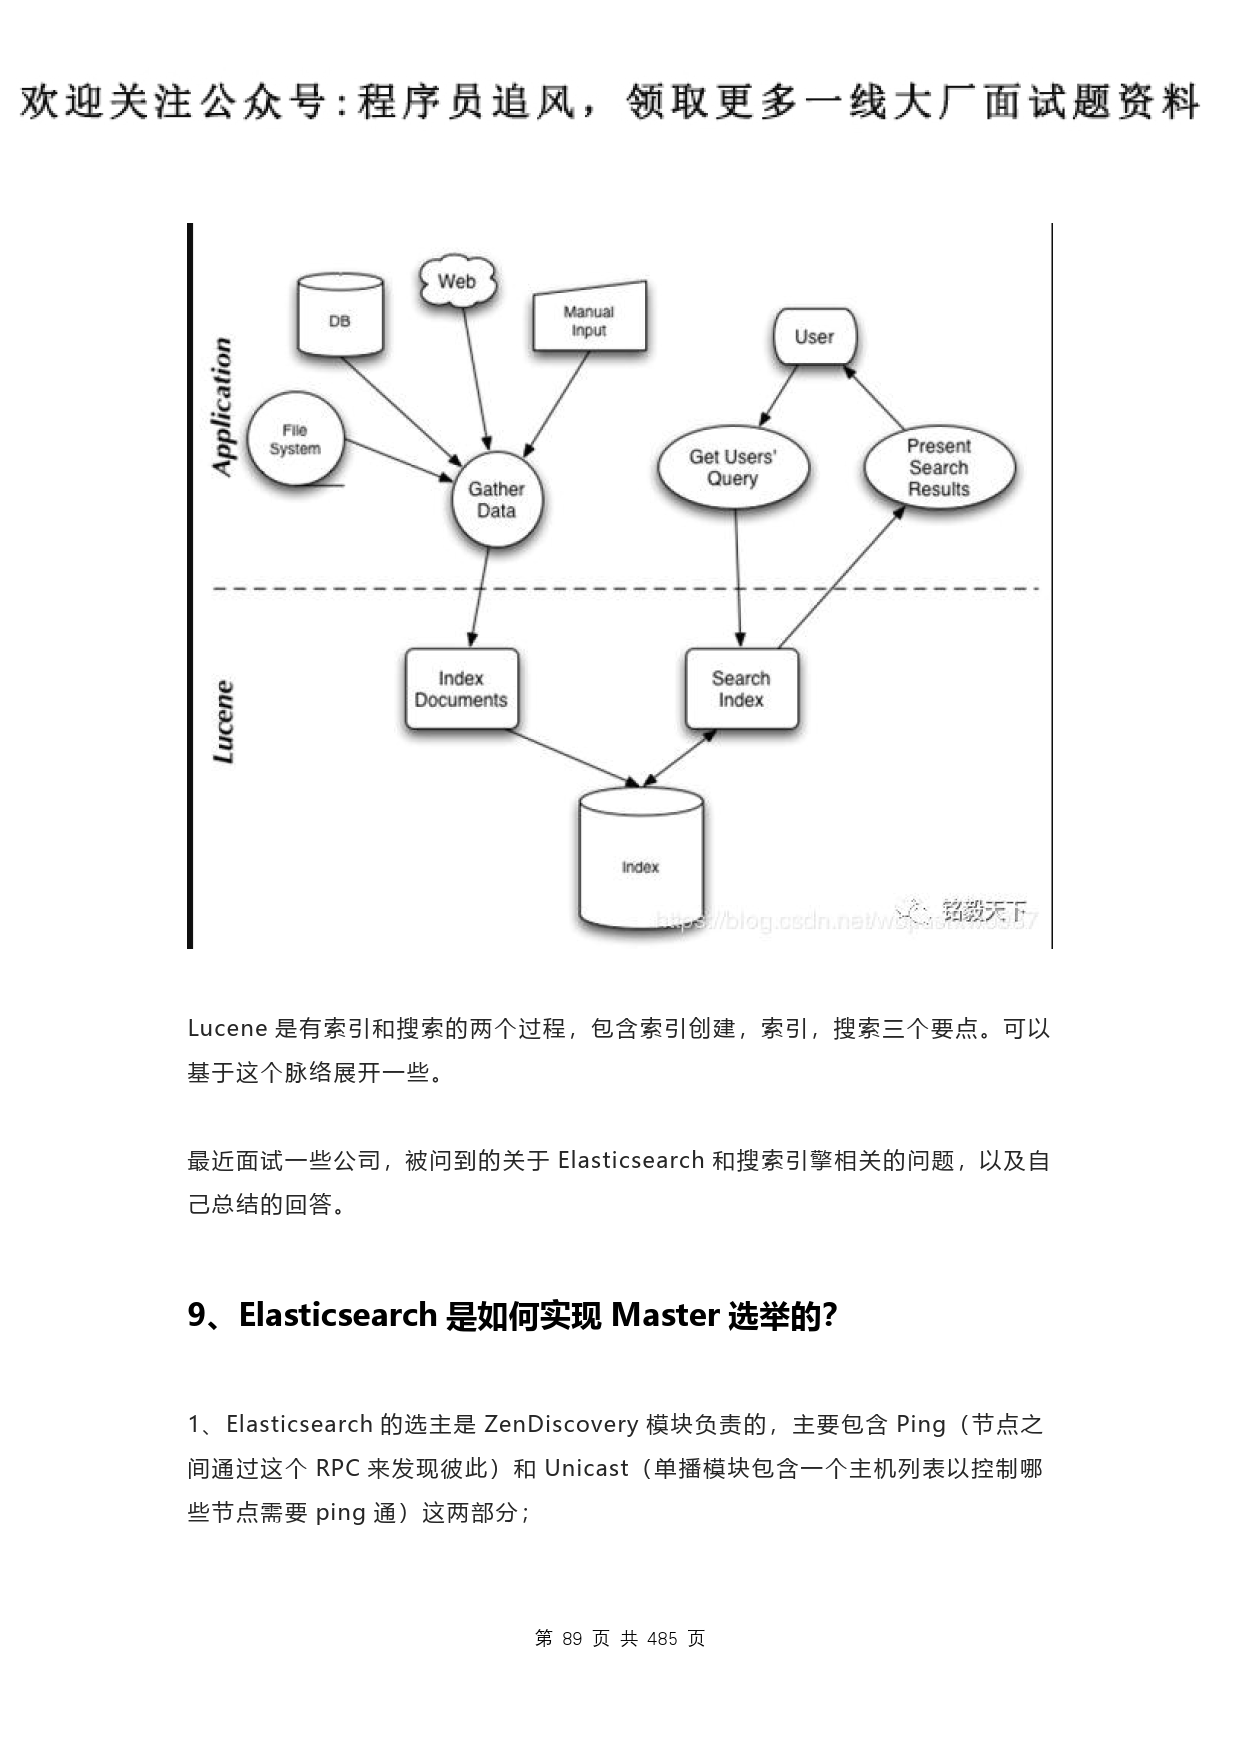 欢迎关注公众号:程序员追风，领取更多一线大厂面试题资料
Web
DB
Manual
Input
User
Application
File
System
Get Users'
Query
Present
Search
Results
Gather
Data
Index
Documents
Search
Index
Lucene
Index
铭毅天下
https://blog.csdn.net/wo
Lucene 是有索引和搜索的两个过程，包含索引创建，索引，搜索三个要点。可以
基于这个脉络展开一些。
最近面试一些公司，被问到的关于 Elasticsearch 和搜索引擎相关的问题，以及自
己总结的回答。
9、Elasticsearch 是如何实现 Master 选举的？
1、Elasticsearch 的选主是 ZenDiscovery 模块负责的，主要包含 Ping（节点之
间通过这个 RPC 来发现彼此）和 Unicast（单播模块包含一个主机列表以控制哪
些节点需要 ping 通）这两部分；
第 89 页 共 485 页